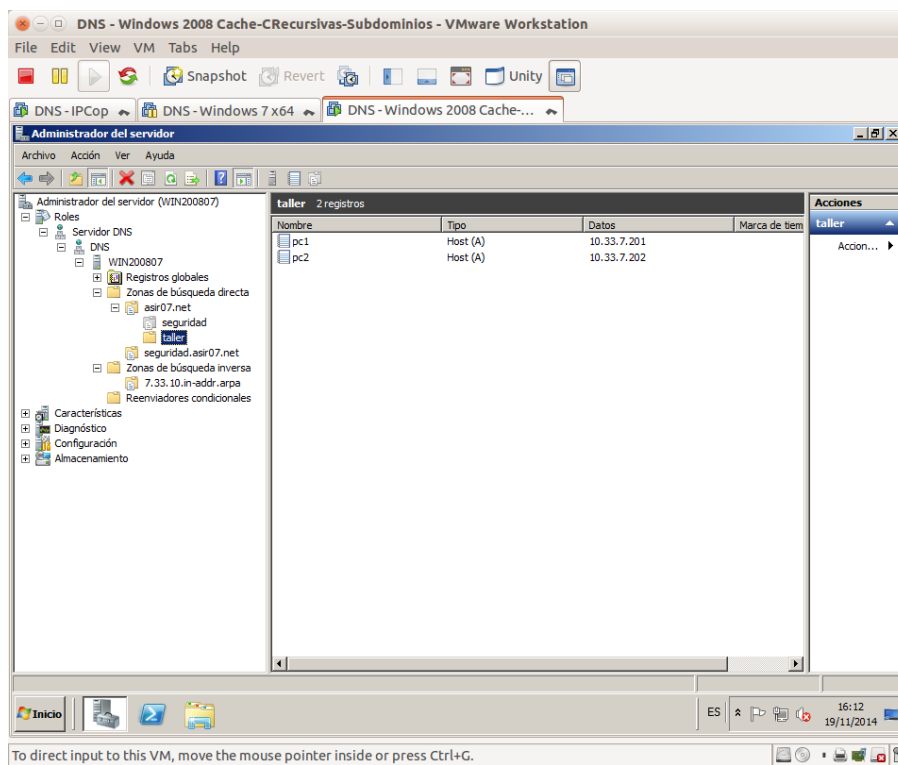 DNS - Windows 2008 Cache-CRecursivas-Subdominios - VMware Workstation
File Edit View VM Tabs Help
Snapshot Revert Unity
DNS - IPCop DNS - Windows 7 x64 DNS - Windows 2008 Cache-...
Administrador del servidor
Archivo Acción Ver Ayuda
Administrador del servidor (WIN200807)
Roles
Servidor DNS
DNS
WIN200807
Registros globales
Zonas de búsqueda directa
asir07.net
seguridad
taller
seguridad.asir07.net
Zonas de búsqueda inversa
7.33.10.in-addr.arpa
Reenviadores condicionales
Características
Diagnóstico
Configuración
Almacenamiento
taller 2 registros
Nombre Tipo Datos Marca de tiem
pc1 Host (A) 10.33.7.201
pc2 Host (A) 10.33.7.202
Acciones
taller
Accion...
Inicio
ES
16:12
19/11/2014
To direct input to this VM, move the mouse pointer inside or press Ctrl+G.